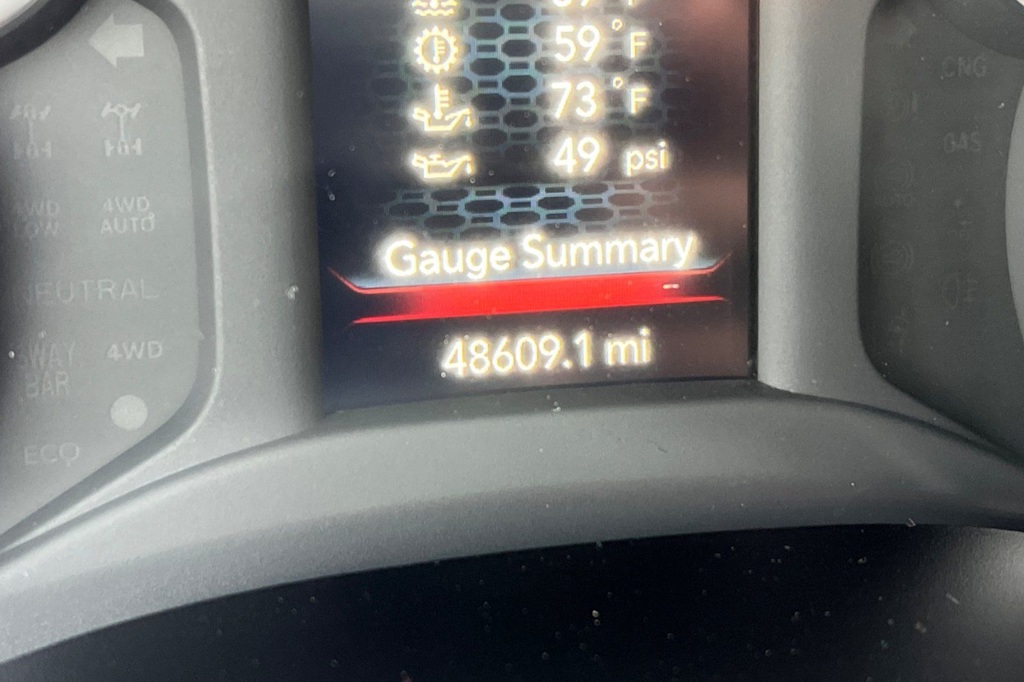 59 °F
73 °F
49 psi
Gauge Summary
48609.1 mi
4WD LOW
4WD AUTO
NEUTRAL
4WD
BAR
ECO
CNG
GAS